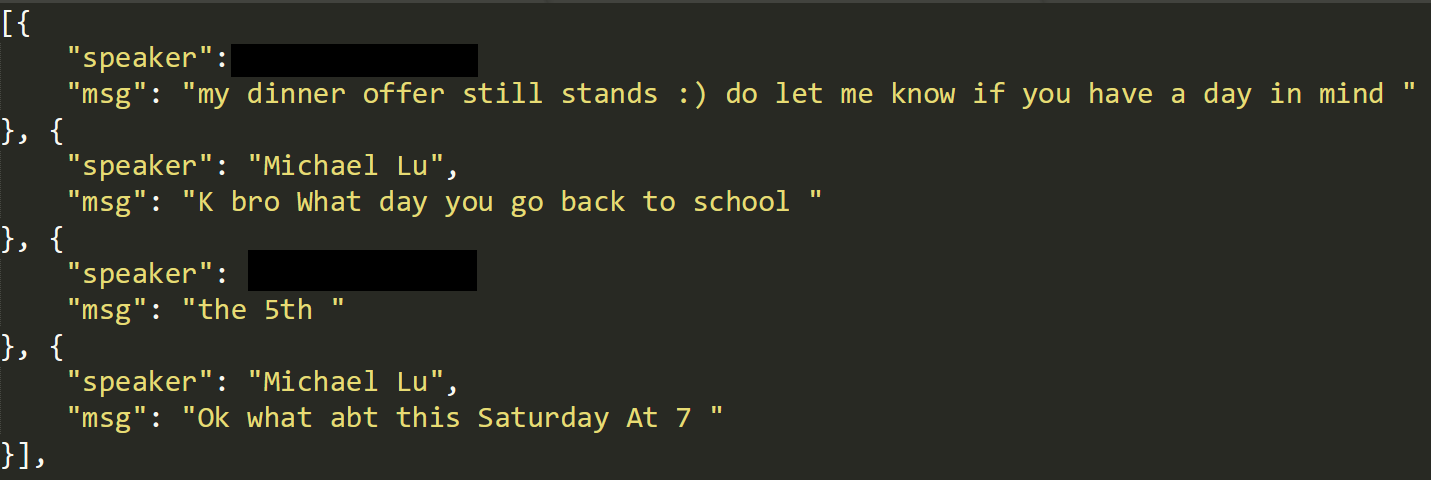 [{
"speaker":
"msg": "my dinner offer still stands :) do let me know if you have a day in mind "
}, {
"speaker": "Michael Lu",
"msg": "K bro What day you go back to school "
}, {
"speaker":
"msg": "the 5th "
}, {
"speaker": "Michael Lu",
"msg": "Ok what abt this Saturday At 7 "
}],